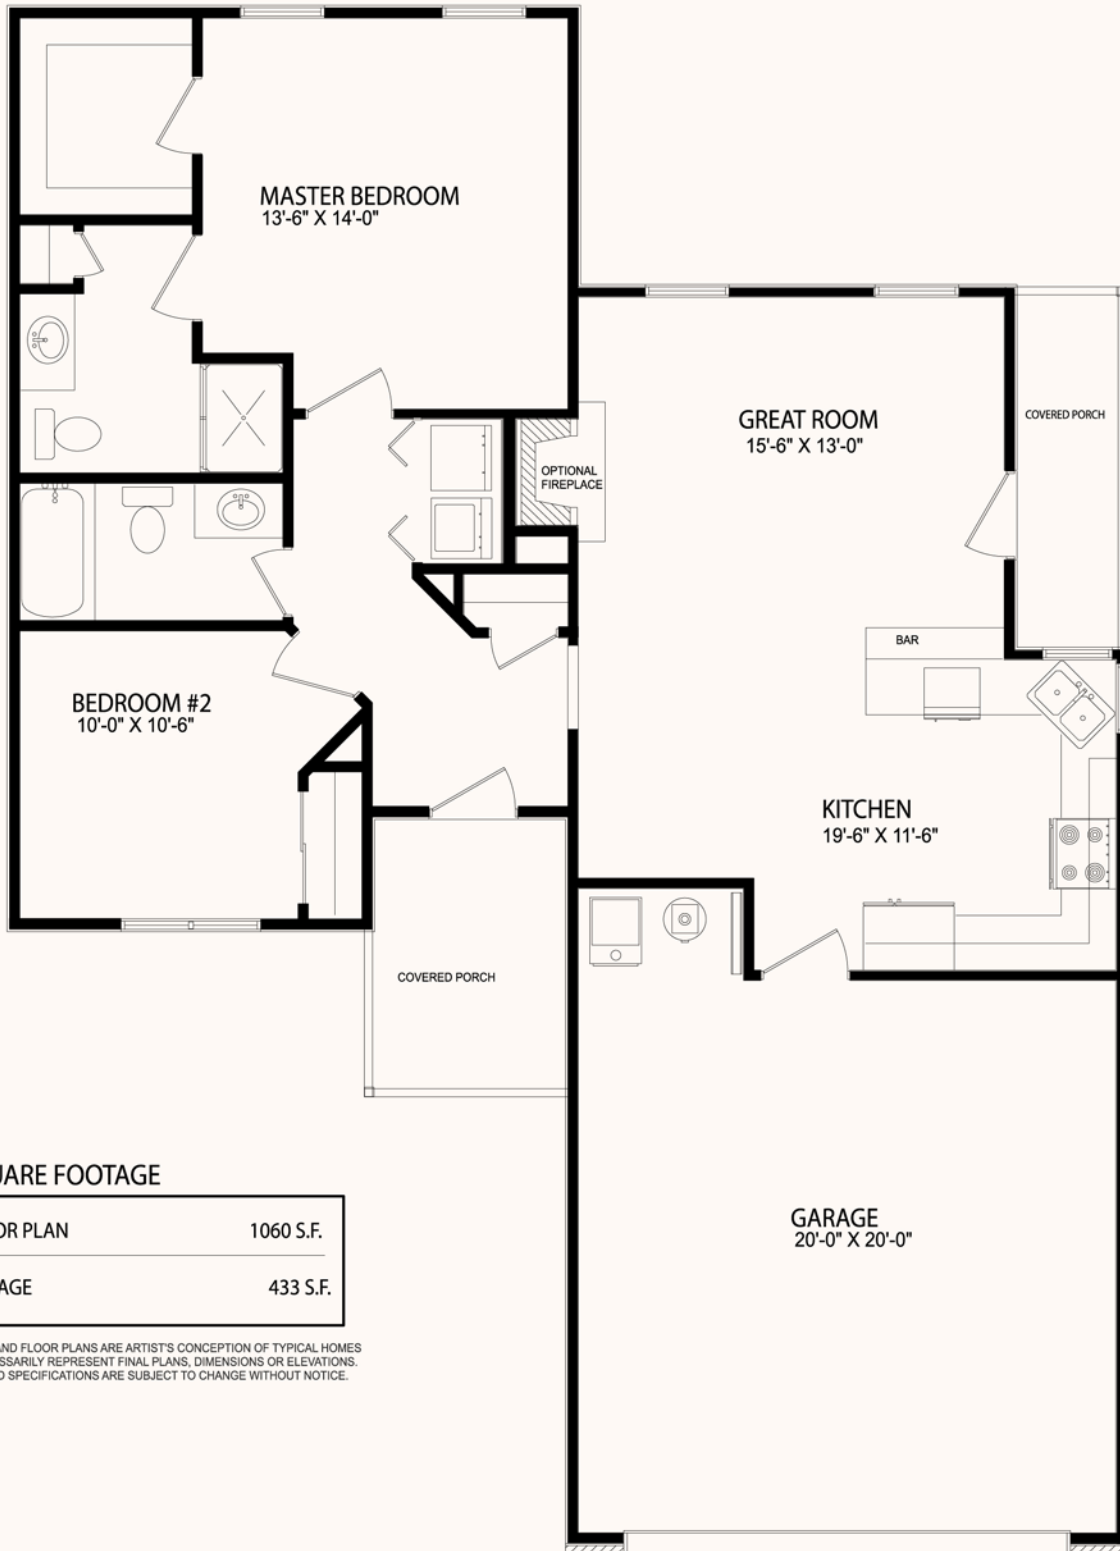 MASTER BEDROOM
13'-6" X 14'-0"
GREAT ROOM
15'-6" X 13'-0"
COVERED PORCH
OPTIONAL
FIREPLACE
BAR
BEDROOM #2
10'-0" X 10'-6"
KITCHEN
19'-6" X 11'-6"
COVERED PORCH
UARE FOOTAGE
OR PLAN 1060 S.F.
AGE 433 S.F.
AND FLOOR PLANS ARE ARTIST'S CONCEPTION OF TYPICAL HOMES
SSARILY REPRESENT FINAL PLANS, DIMENSIONS OR ELEVATIONS.
D SPECIFICATIONS ARE SUBJECT TO CHANGE WITHOUT NOTICE.
GARAGE
20'-0" X 20'-0"